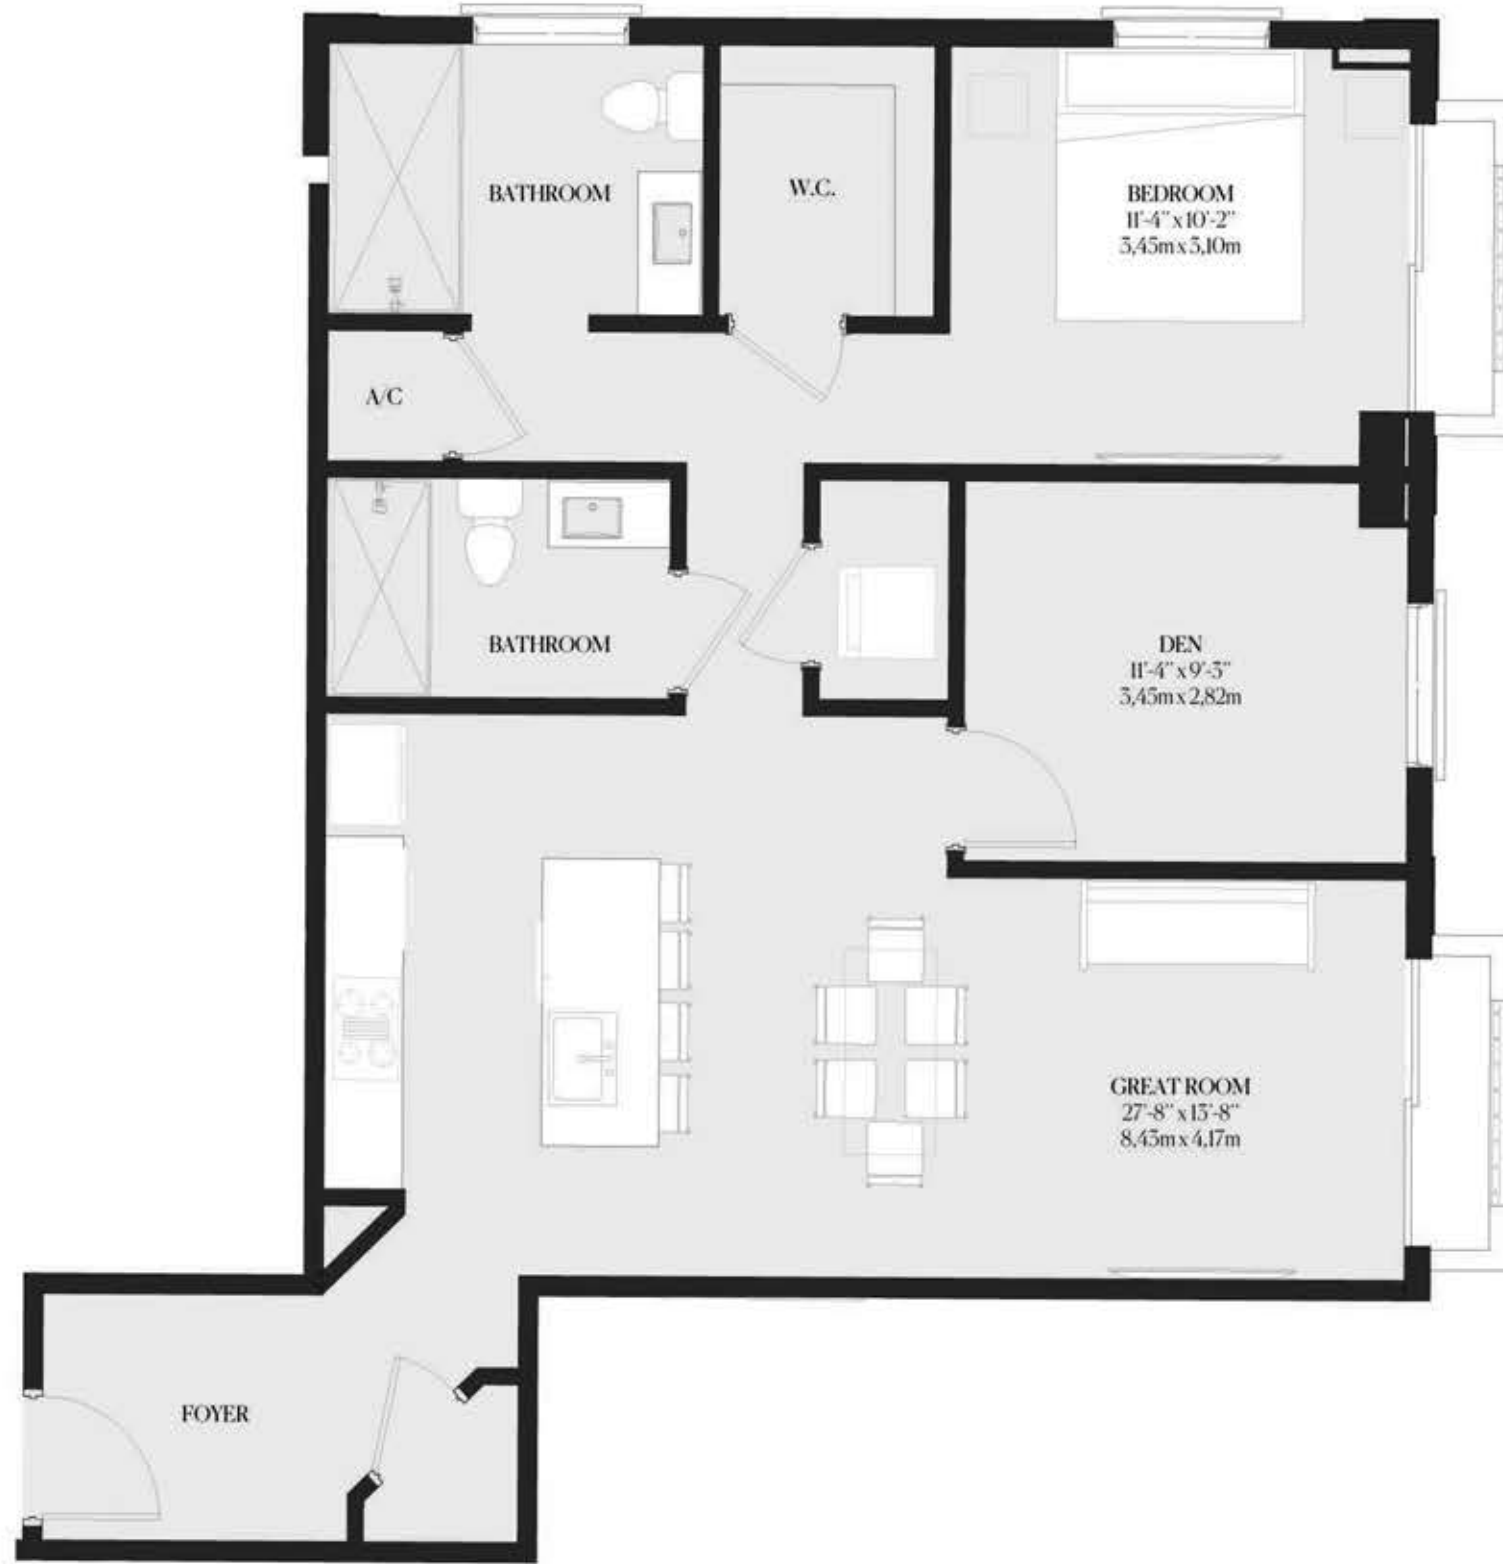 BATHROOM
W.C.
BEDROOM
11'-4'' x 10'-2''
3,45m x 3,10m
A/C
BATHROOM
DEN
11'-4'' x 9'-3''
3,45m x 2,82m
GREAT ROOM
27'-8'' x 13'-8''
8,43m x 4,17m
FOYER